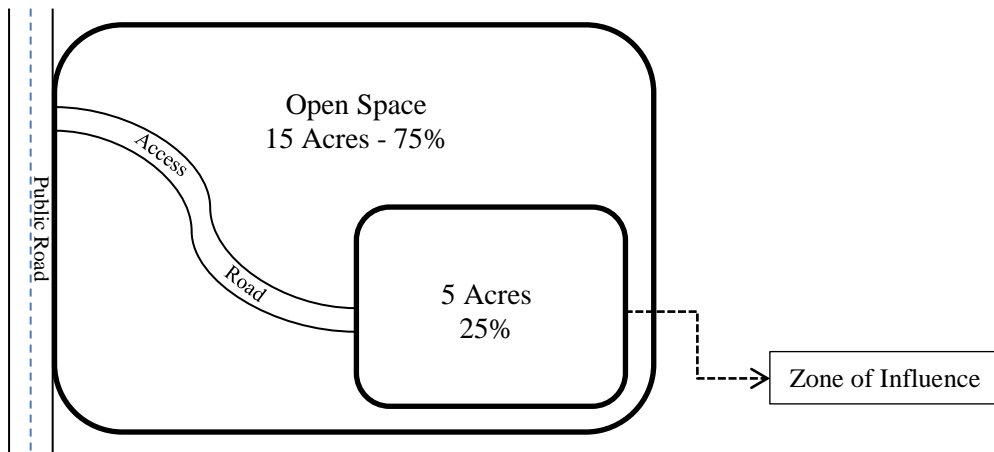 Open Space
15 Acres - 75%
Access
Road
Public Road
5 Acres
25%
Zone of Influence